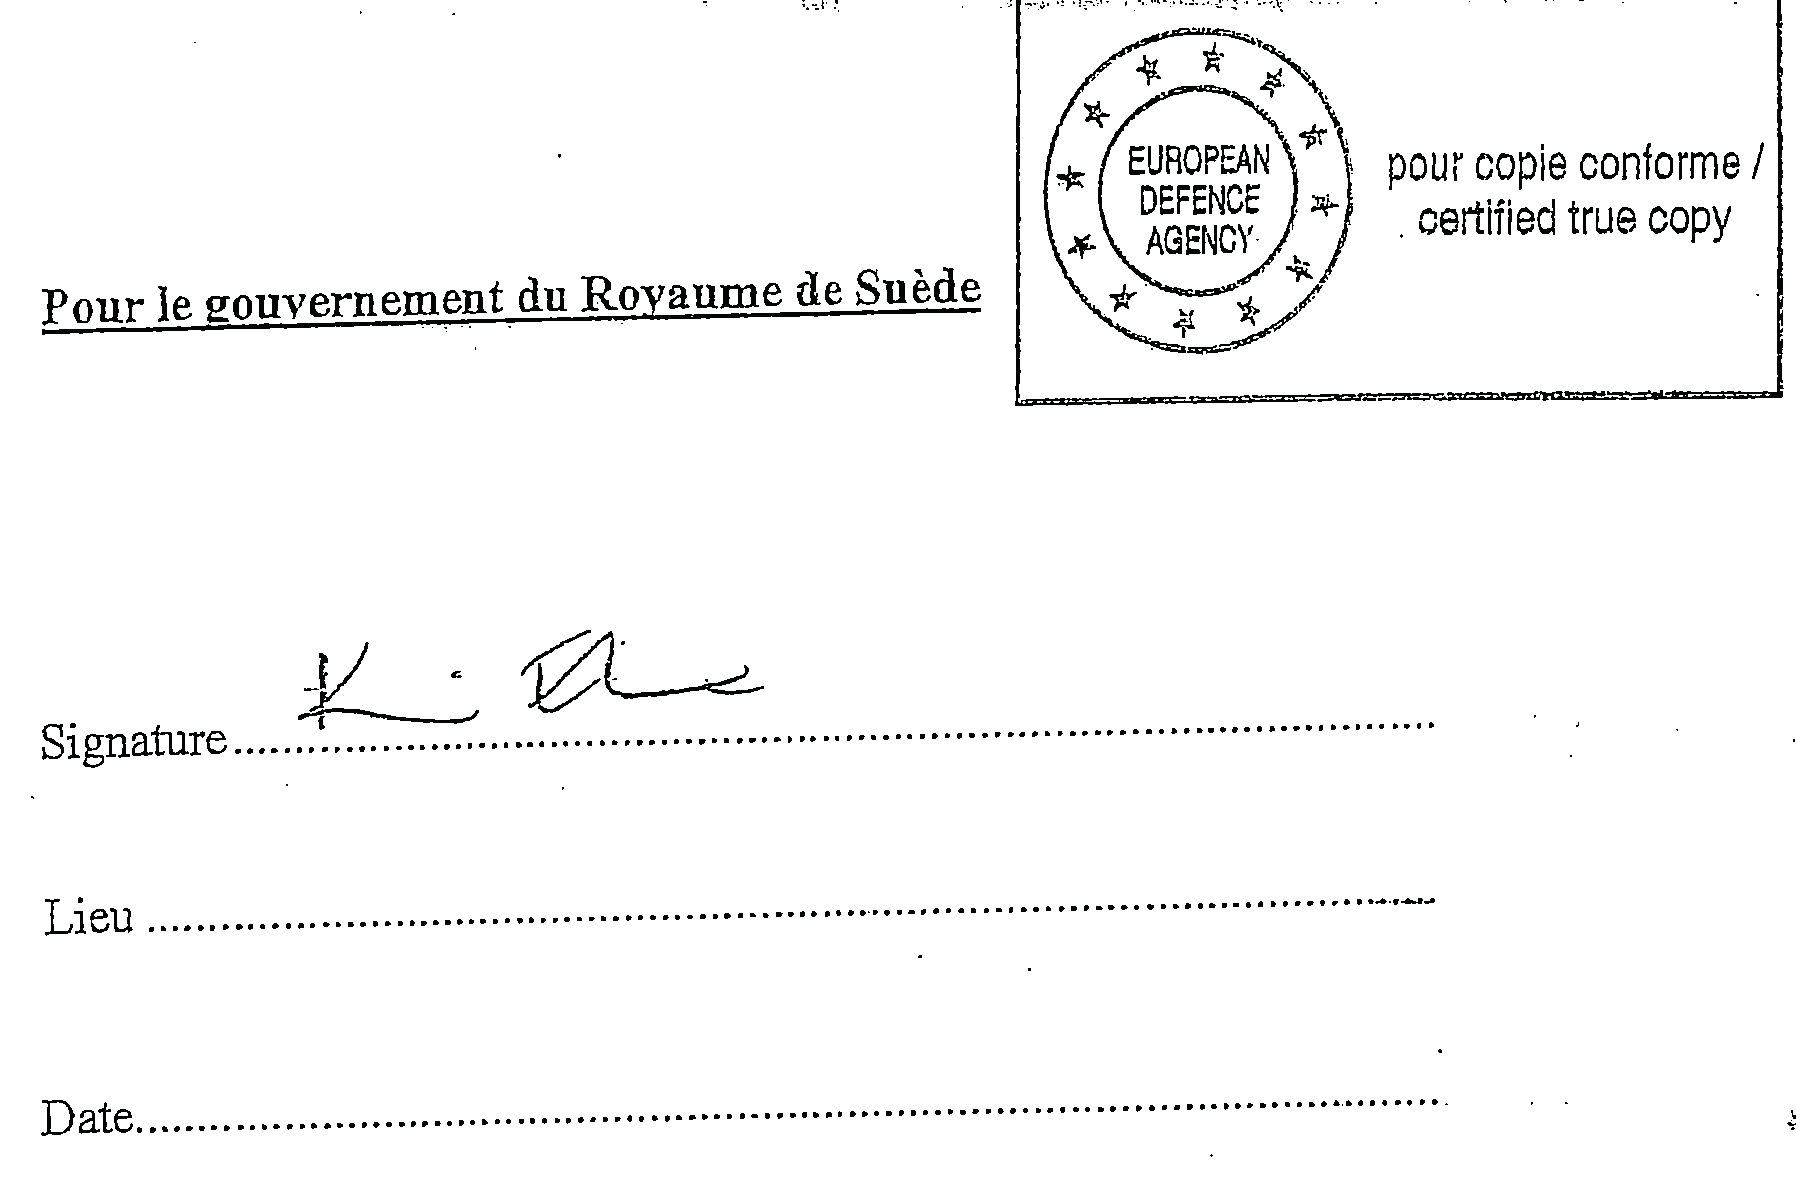 EUROPEAN
DEFENCE
AGENCY
pour copie conforme /
certified true copy
Pour le gouvernement du Royaume de Suède
Signature
Lieu
Date